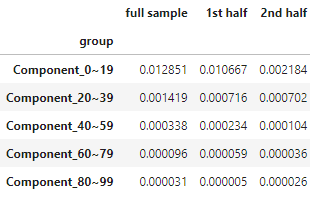 full sample 1st half 2nd half
group
Component_0~19 0.012851 0.010667 0.002184
Component_20~39 0.001419 0.000716 0.000702
Component_40~59 0.000338 0.000234 0.000104
Component_60~79 0.000096 0.000059 0.000036
Component_80~99 0.000031 0.000005 0.000026